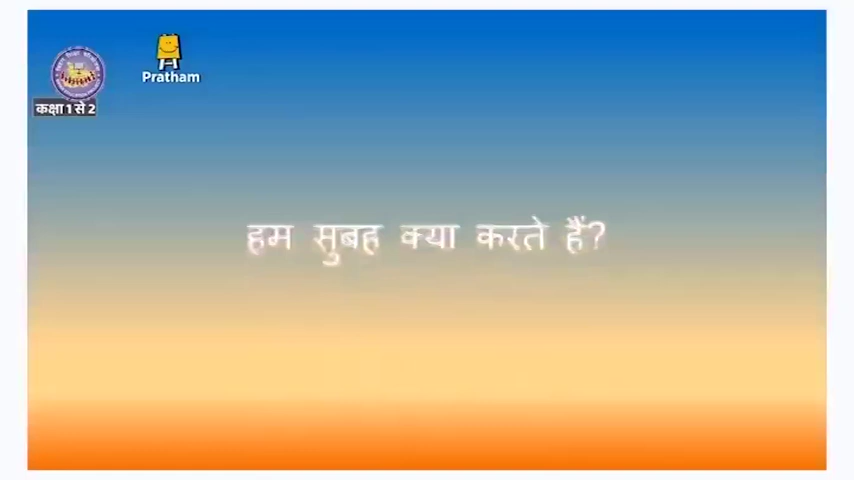 Pratham
कक्षा 1 से 2
हम सुबह क्या करते हैं?